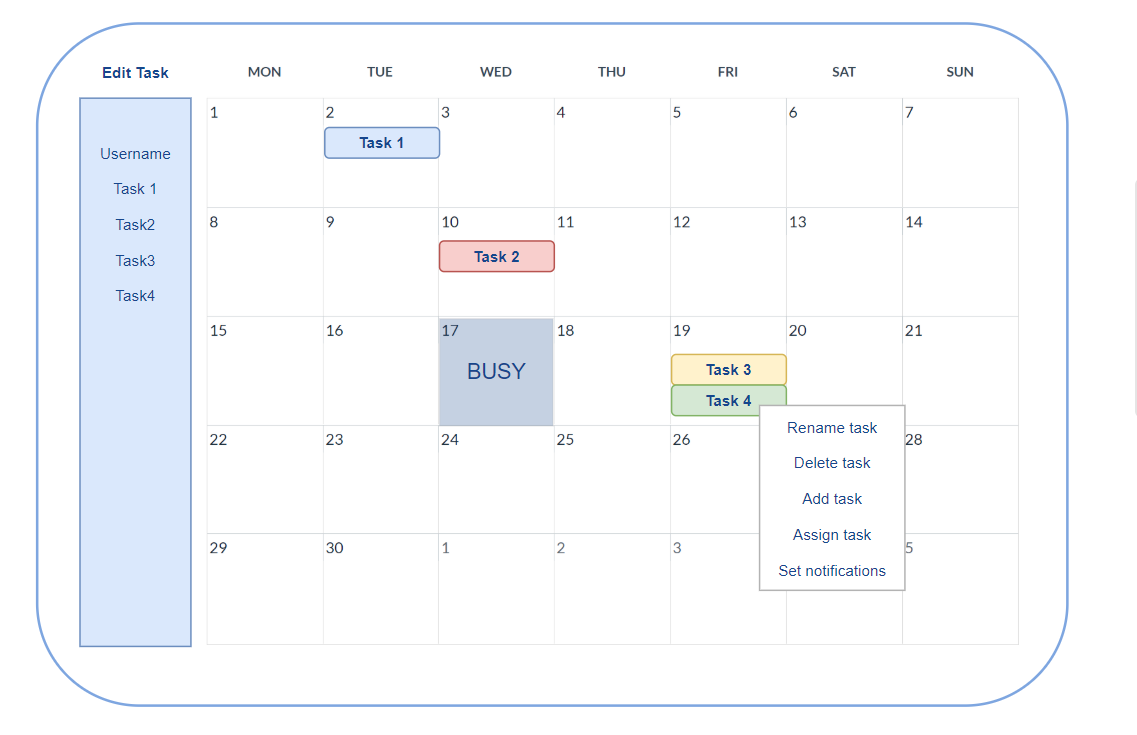 Edit Task
MON TUE WED THU FRI SAT SUN
Username
Task 1
Task2
Task3
Task4
1 2 3 4 5 6 7
Task 1
8 9 10 11 12 13 14
Task 2
15 16 17 18 19 20 21
BUSY
Task 3
Task 4
22 23 24 25 26 28
29 30 1 2 3 5
Rename task
Delete task
Add task
Assign task
Set notifications